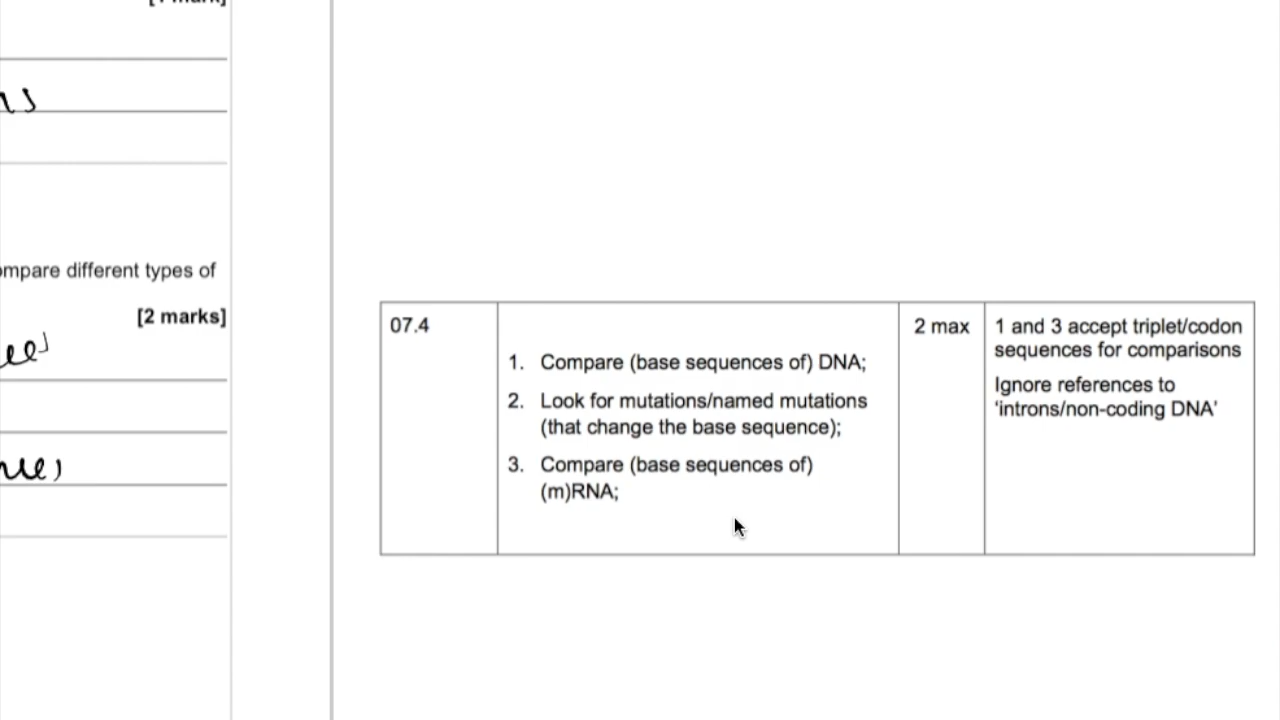 ompare different types of
[2 marks]
07.4
1. Compare (base sequences of) DNA;
2. Look for mutations/named mutations
(that change the base sequence);
3. Compare (base sequences of)
(m)RNA;
2 max
1 and 3 accept triplet/codon
sequences for comparisons
Ignore references to
‘introns/non-coding DNA’